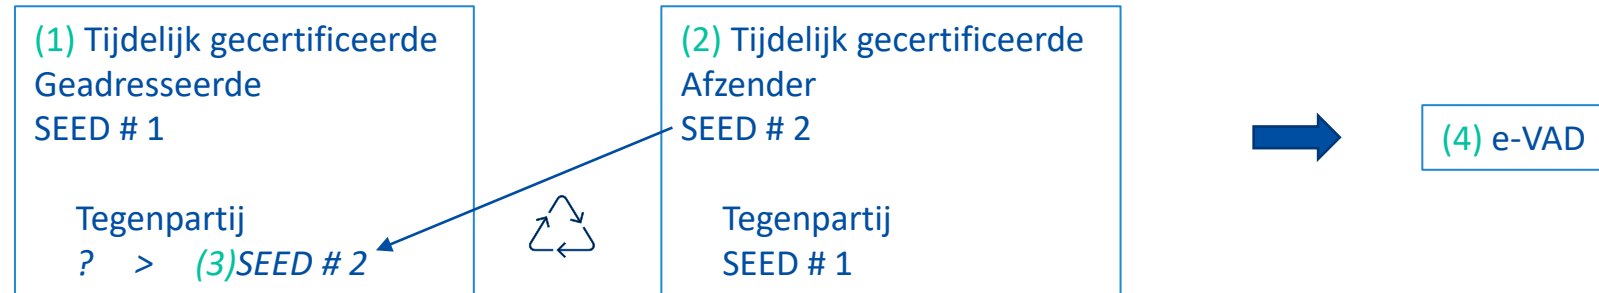 (1) Tijdelijk gecertificeerde
Geadresseerde
SEED # 1
Tegenpartij
? > (3)SEED # 2
(2) Tijdelijk gecertificeerde
Afzender
SEED # 2
Tegenpartij
SEED # 1
(4) e-VAD